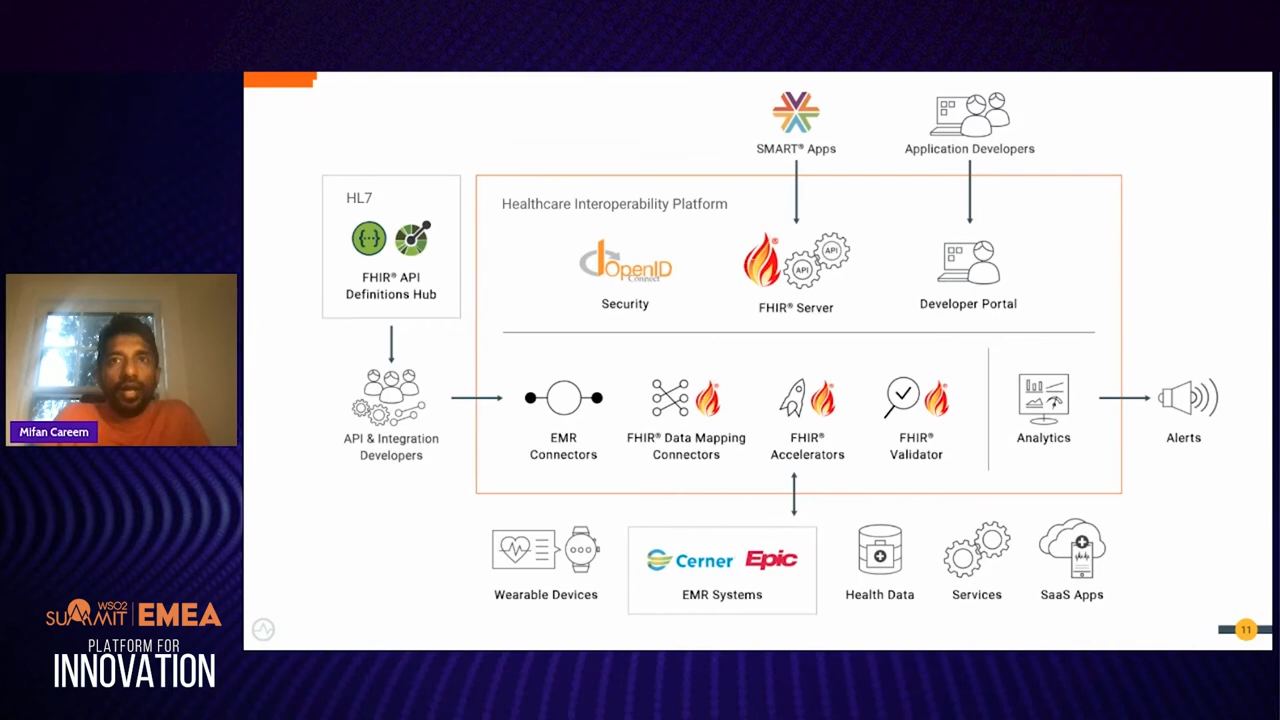 SMART® Apps
Application Developers
HL7
FHIR® API
Definitions Hub
Healthcare Interoperability Platform
OpenID
Connect
Security
API
API
FHIR® Server
Developer Portal
API & Integration
Developers
EMR
Connectors
FHIR® Data Mapping
Connectors
FHIR®
Accelerators
FHIR®
Validator
Analytics
Alerts
Wearable Devices
Cerner
Epic
EMR Systems
Health Data
Services
SaaS Apps
11
Mifan Careem
WSO2
SUMMIT
EMEA
PLATFORM FOR
INNOVATION